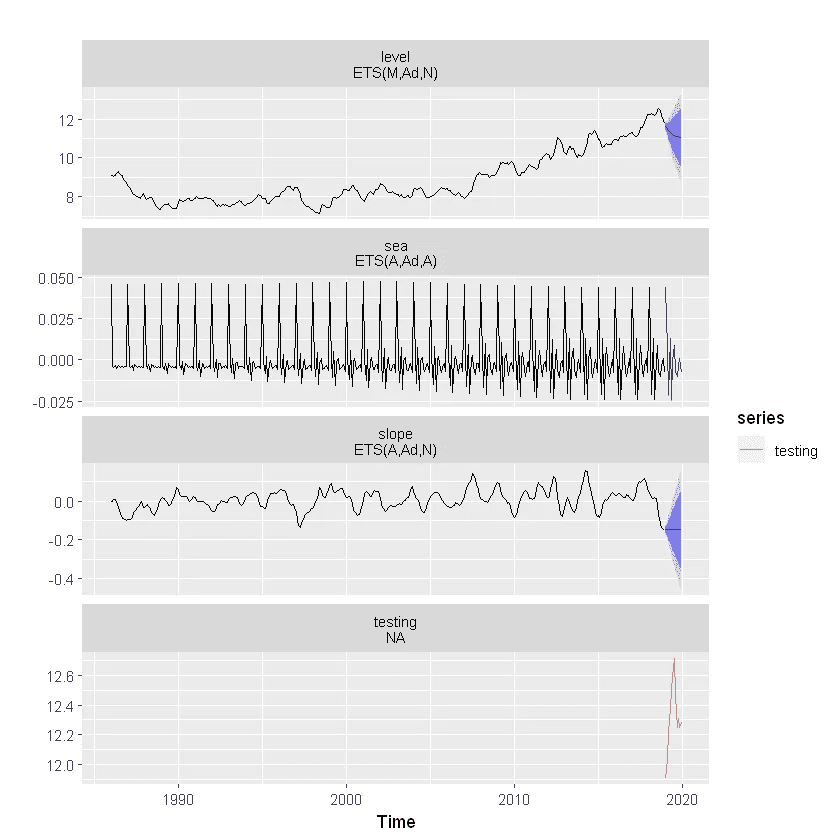 level
ETS(M,Ad,N)
12
10
8
sea
ETS(A,Ad,A)
0.050
0.025
0.000
-0.025
slope
ETS(A,Ad,N)
0.0
-0.2
-0.4
testing
NA
12.6
12.4
12.2
12.0
1990
2000
2010
2020
Time
series
testing